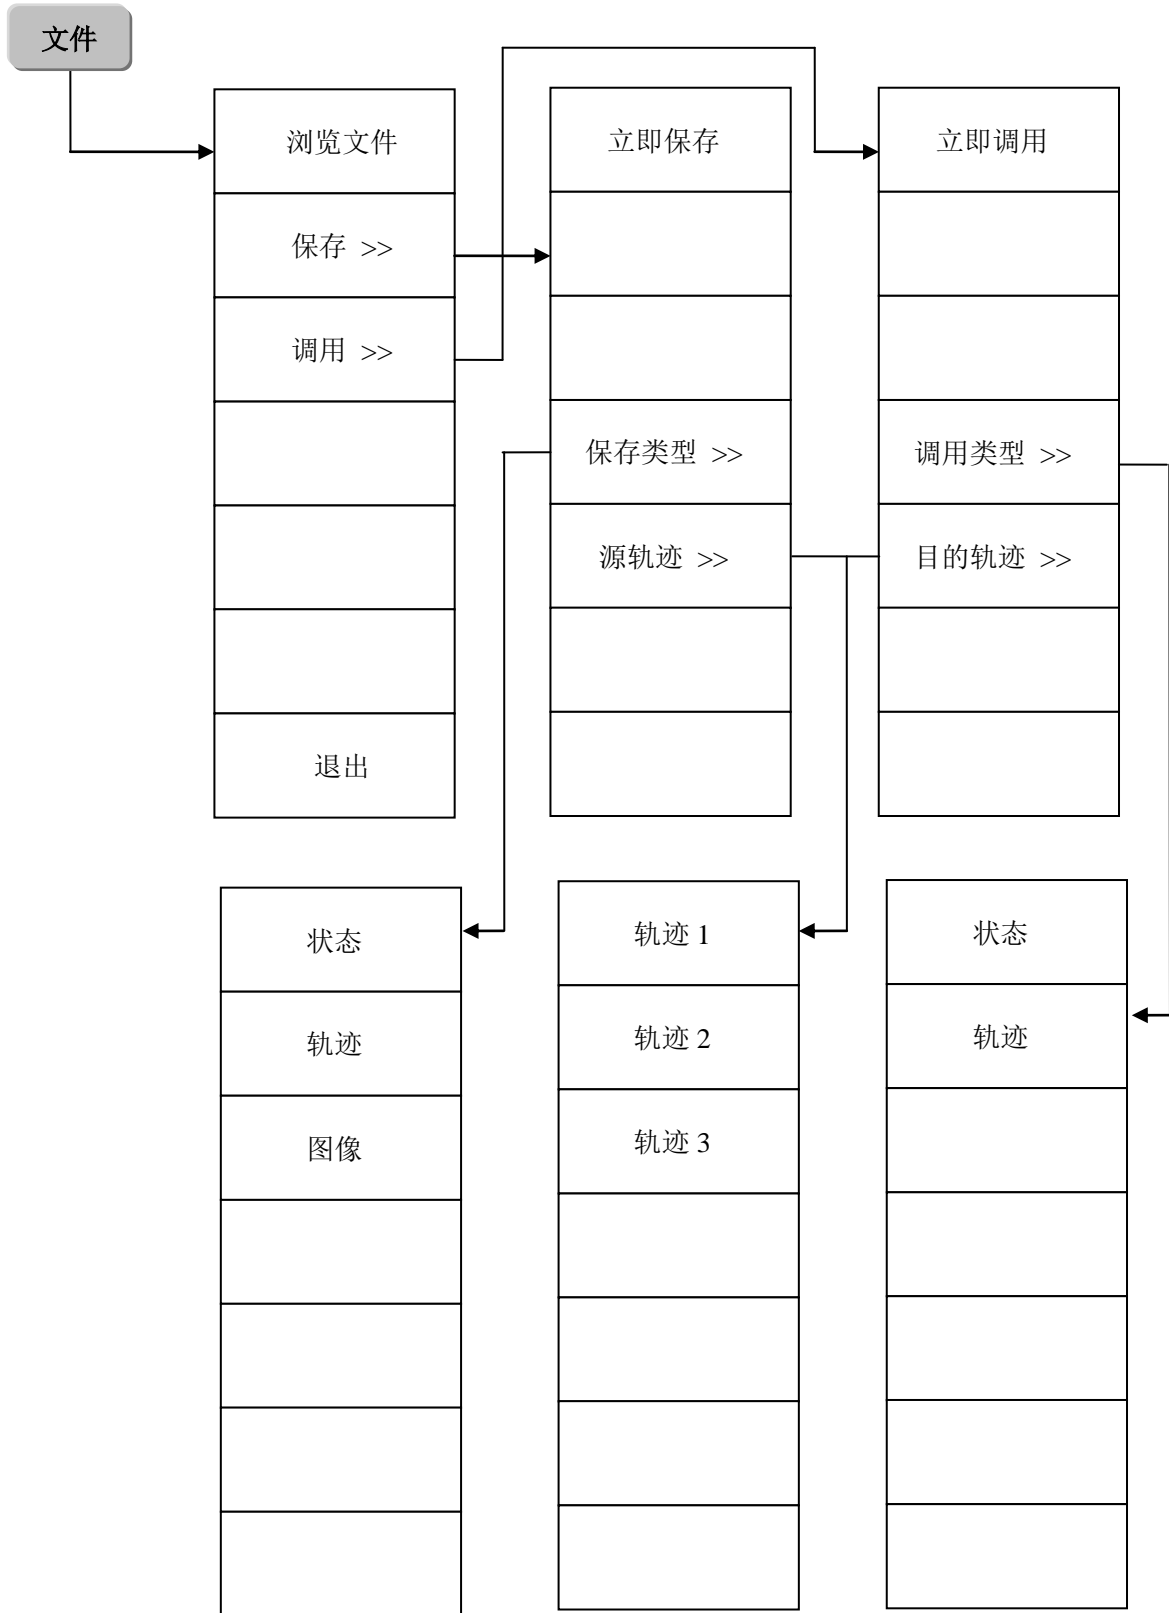 文件
浏览文件
保存 >>
调用 >>
退出
立即保存
保存类型 >>
源轨迹 >>
立即调用
调用类型 >>
目的轨迹 >>
状态
轨迹
图像
轨迹 1
轨迹 2
轨迹 3
状态
轨迹